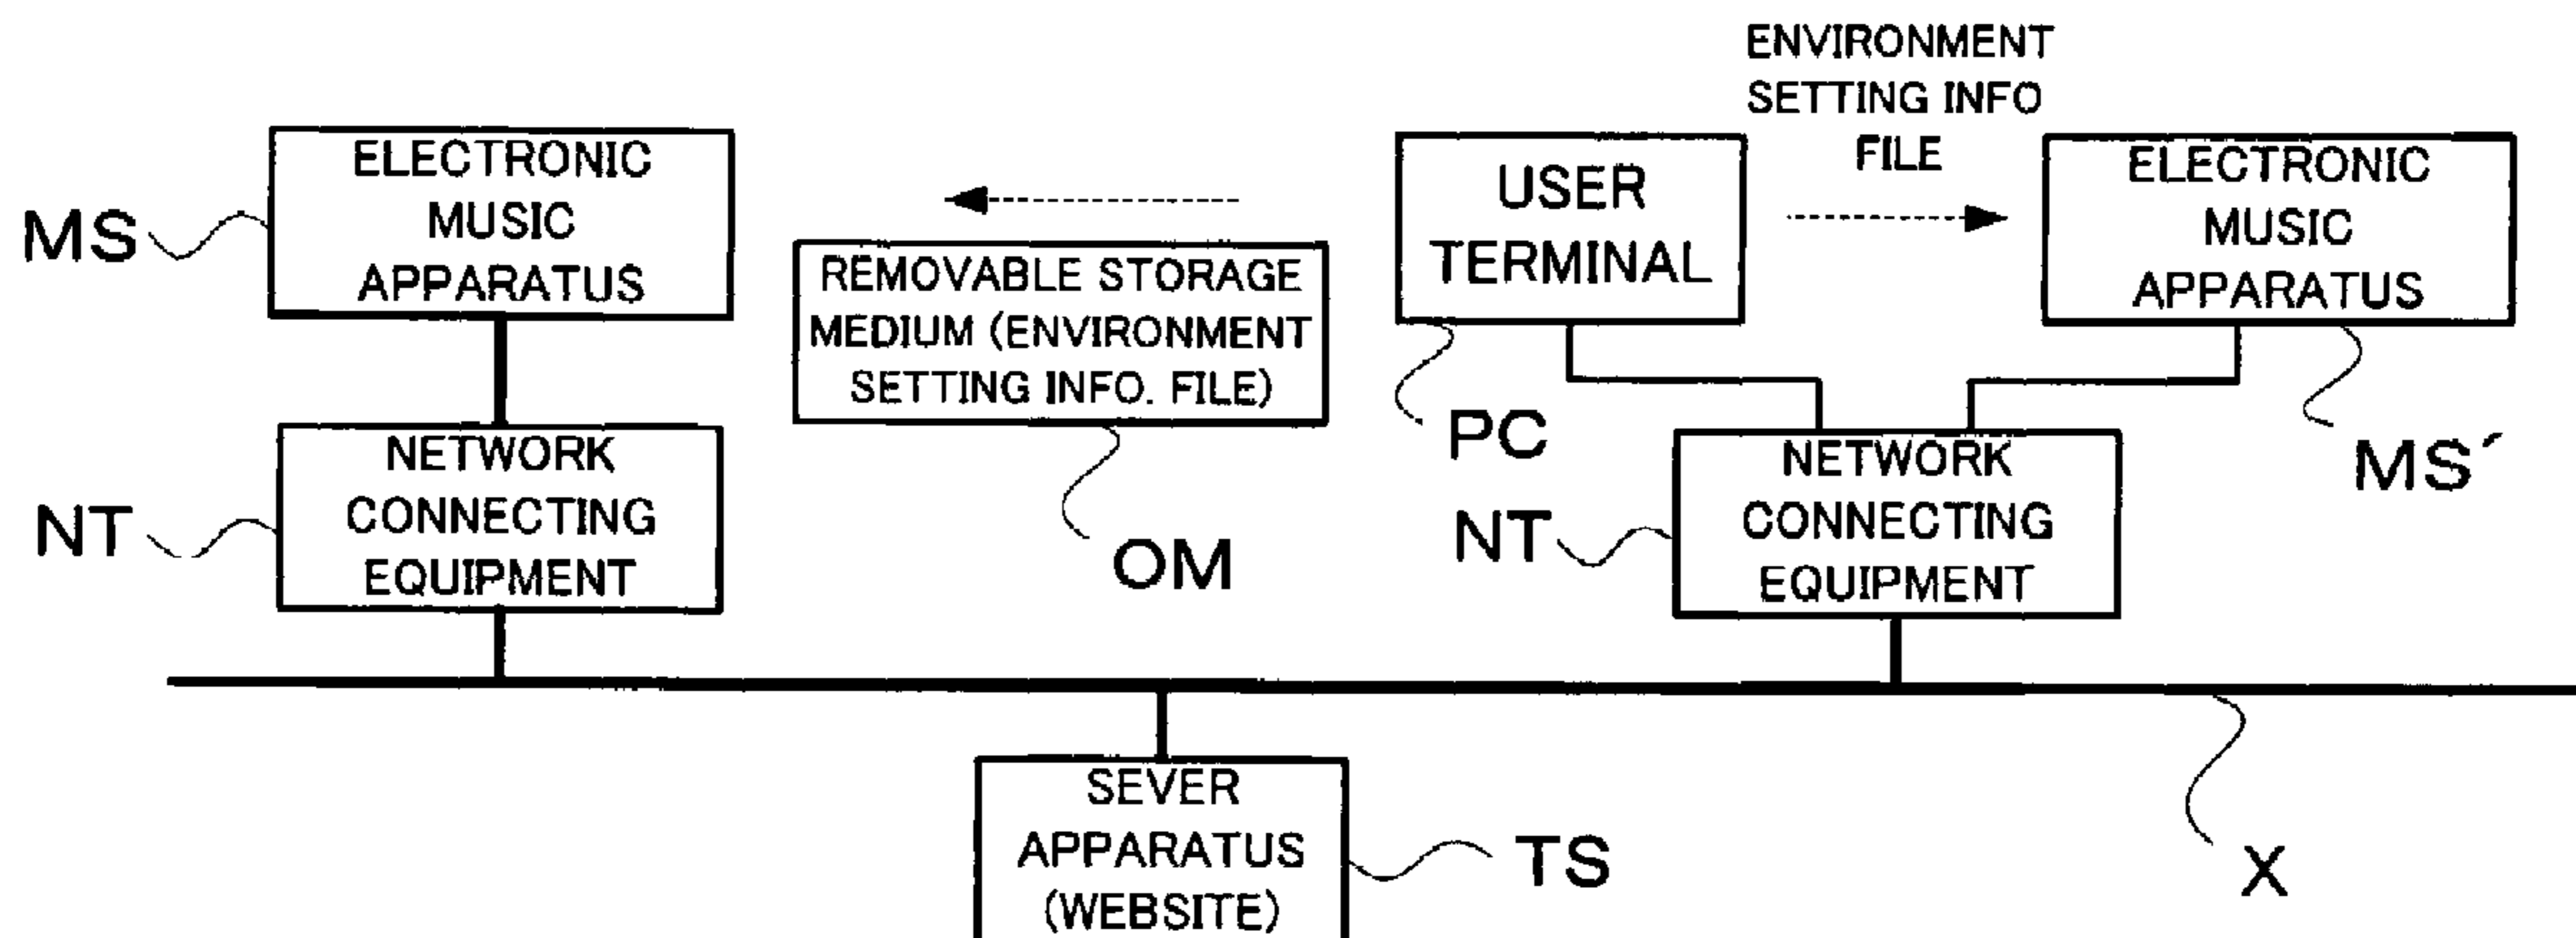 ENVIRONMENT
SETTING INFO
FILE
ELECTRONIC
MUSIC
APPARATUS
MS
REMOVABLE STORAGE
MEDIUM (ENVIRONMENT
SETTING INFO. FILE)
OM
USER
TERMINAL
PC
ELECTRONIC
MUSIC
APPARATUS
MS´
NETWORK
CONNECTING
EQUIPMENT
NT
NETWORK
CONNECTING
EQUIPMENT
NT
SEVER
APPARATUS
(WEBSITE)
TS
X